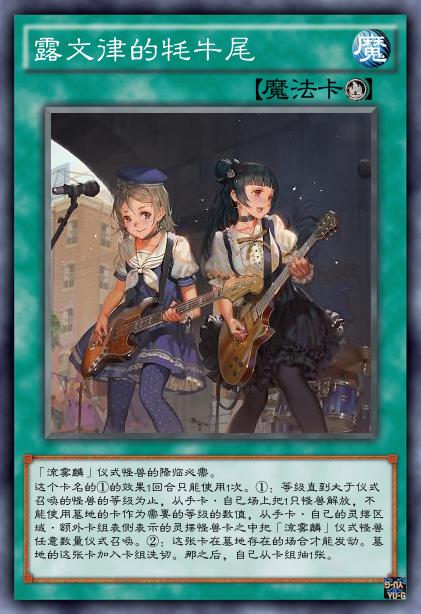 露文律的牦牛尾
魔
【魔法卡】
「流雾麟」仪式怪兽的降临必需。
这个卡名的①的效果1回合只能使用1次。①:等级直到大于仪式
召唤的怪兽的等级为止,从手卡・自己场上把1只怪兽解放,不
能使用墓地的卡作为需要的等级的数值,从手卡・自己的灵摆区
域・额外卡组表侧表示的灵摆怪兽卡之中把「流雾麟」仪式怪兽
任意数量仪式召唤。②:这张卡在墓地存在的场合才能发动。墓
地的这张卡加入卡组洗切。那之后,自己从卡组抽1张。